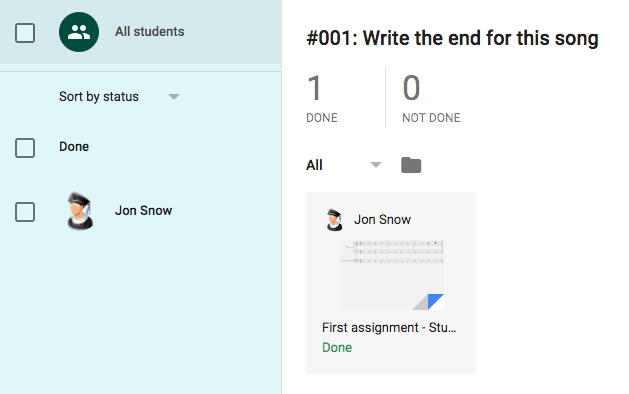 All students
Sort by status
Done
Jon Snow
#001: Write the end for this song
1
DONE
0
NOT DONE
All
Jon Snow
First assignment - Stu...
Done